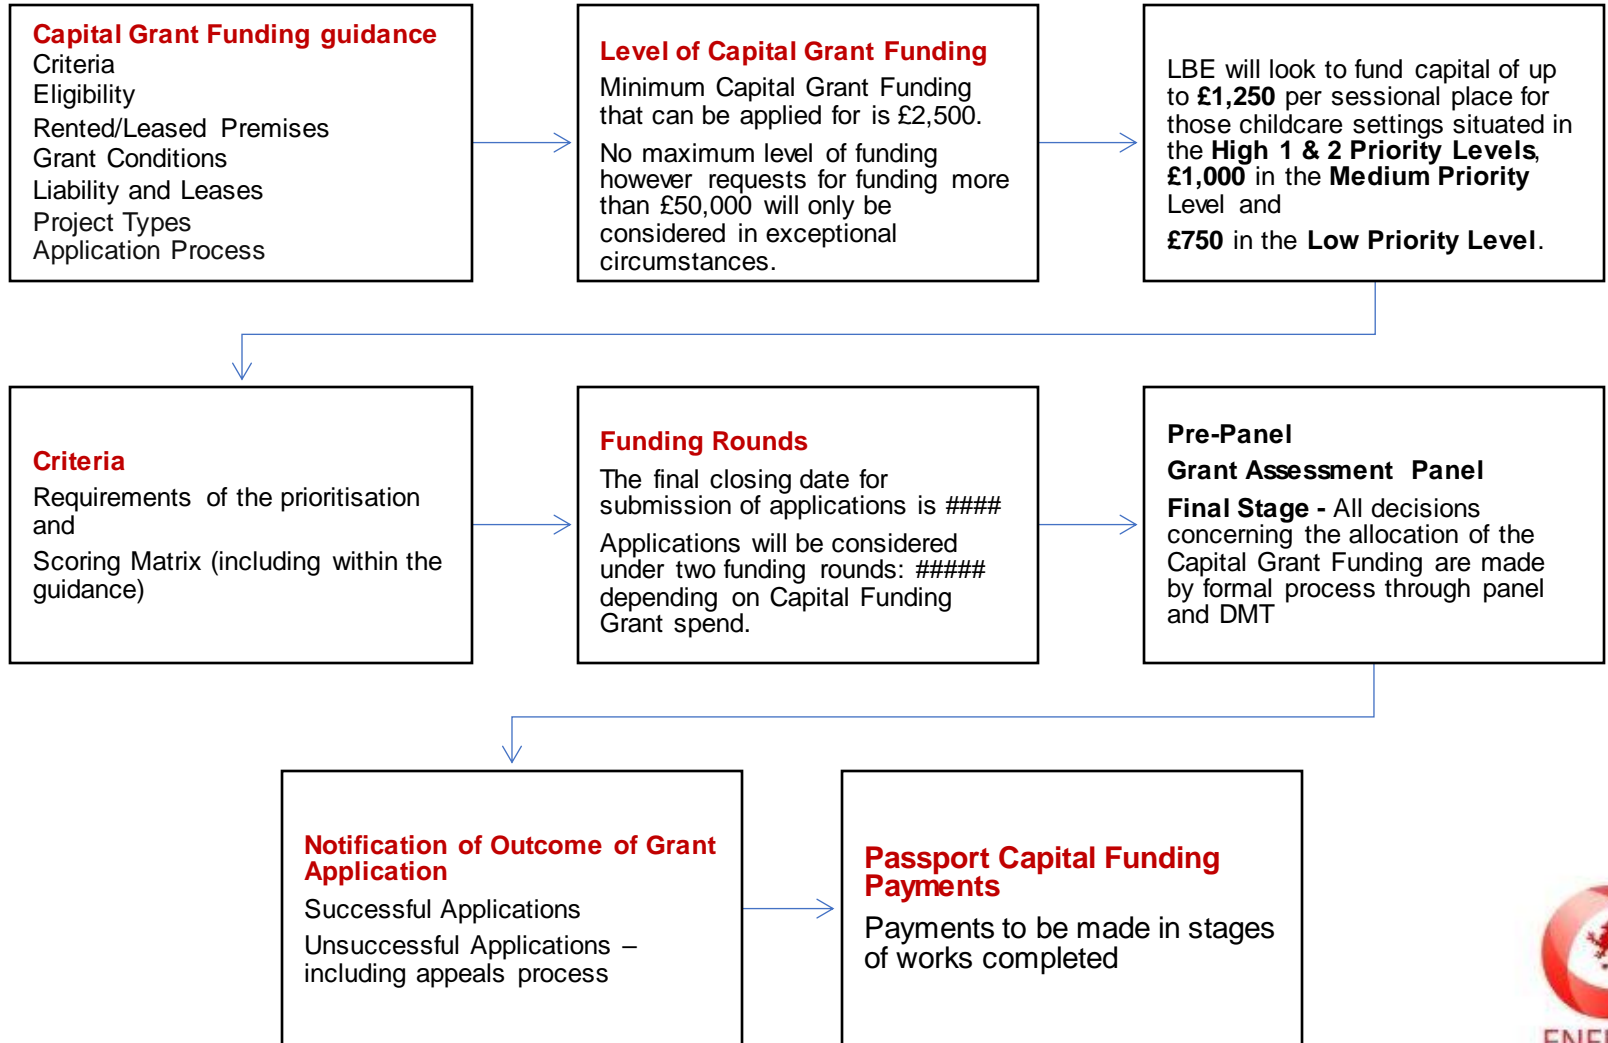 Capital Grant Funding guidance
Criteria
Eligibility
Rented/Leased Premises
Grant Conditions
Liability and Leases
Project Types
Application Process
Level of Capital Grant Funding
Minimum Capital Grant Funding
that can be applied for is £2,500.
No maximum level of funding
however requests for funding more
than £50,000 will only be
considered in exceptional
circumstances.
LBE will look to fund capital of up
to £1,250 per sessional place for
those childcare settings situated in
the High 1 & 2 Priority Levels,
£1,000 in the Medium Priority
Level and
£750 in the Low Priority Level.
Criteria
Requirements of the prioritisation
and
Scoring Matrix (including within the
guidance)
Funding Rounds
The final closing date for
submission of applications is ####
Applications will be considered
under two funding rounds: #####
depending on Capital Funding
Grant spend.
Pre-Panel
Grant Assessment Panel
Final Stage - All decisions
concerning the allocation of the
Capital Grant Funding are made
by formal process through panel
and DMT
Notification of Outcome of Grant
Application
Successful Applications
Unsuccessful Applications –
including appeals process
Passport Capital Funding
Payments
Payments to be made in stages
of works completed